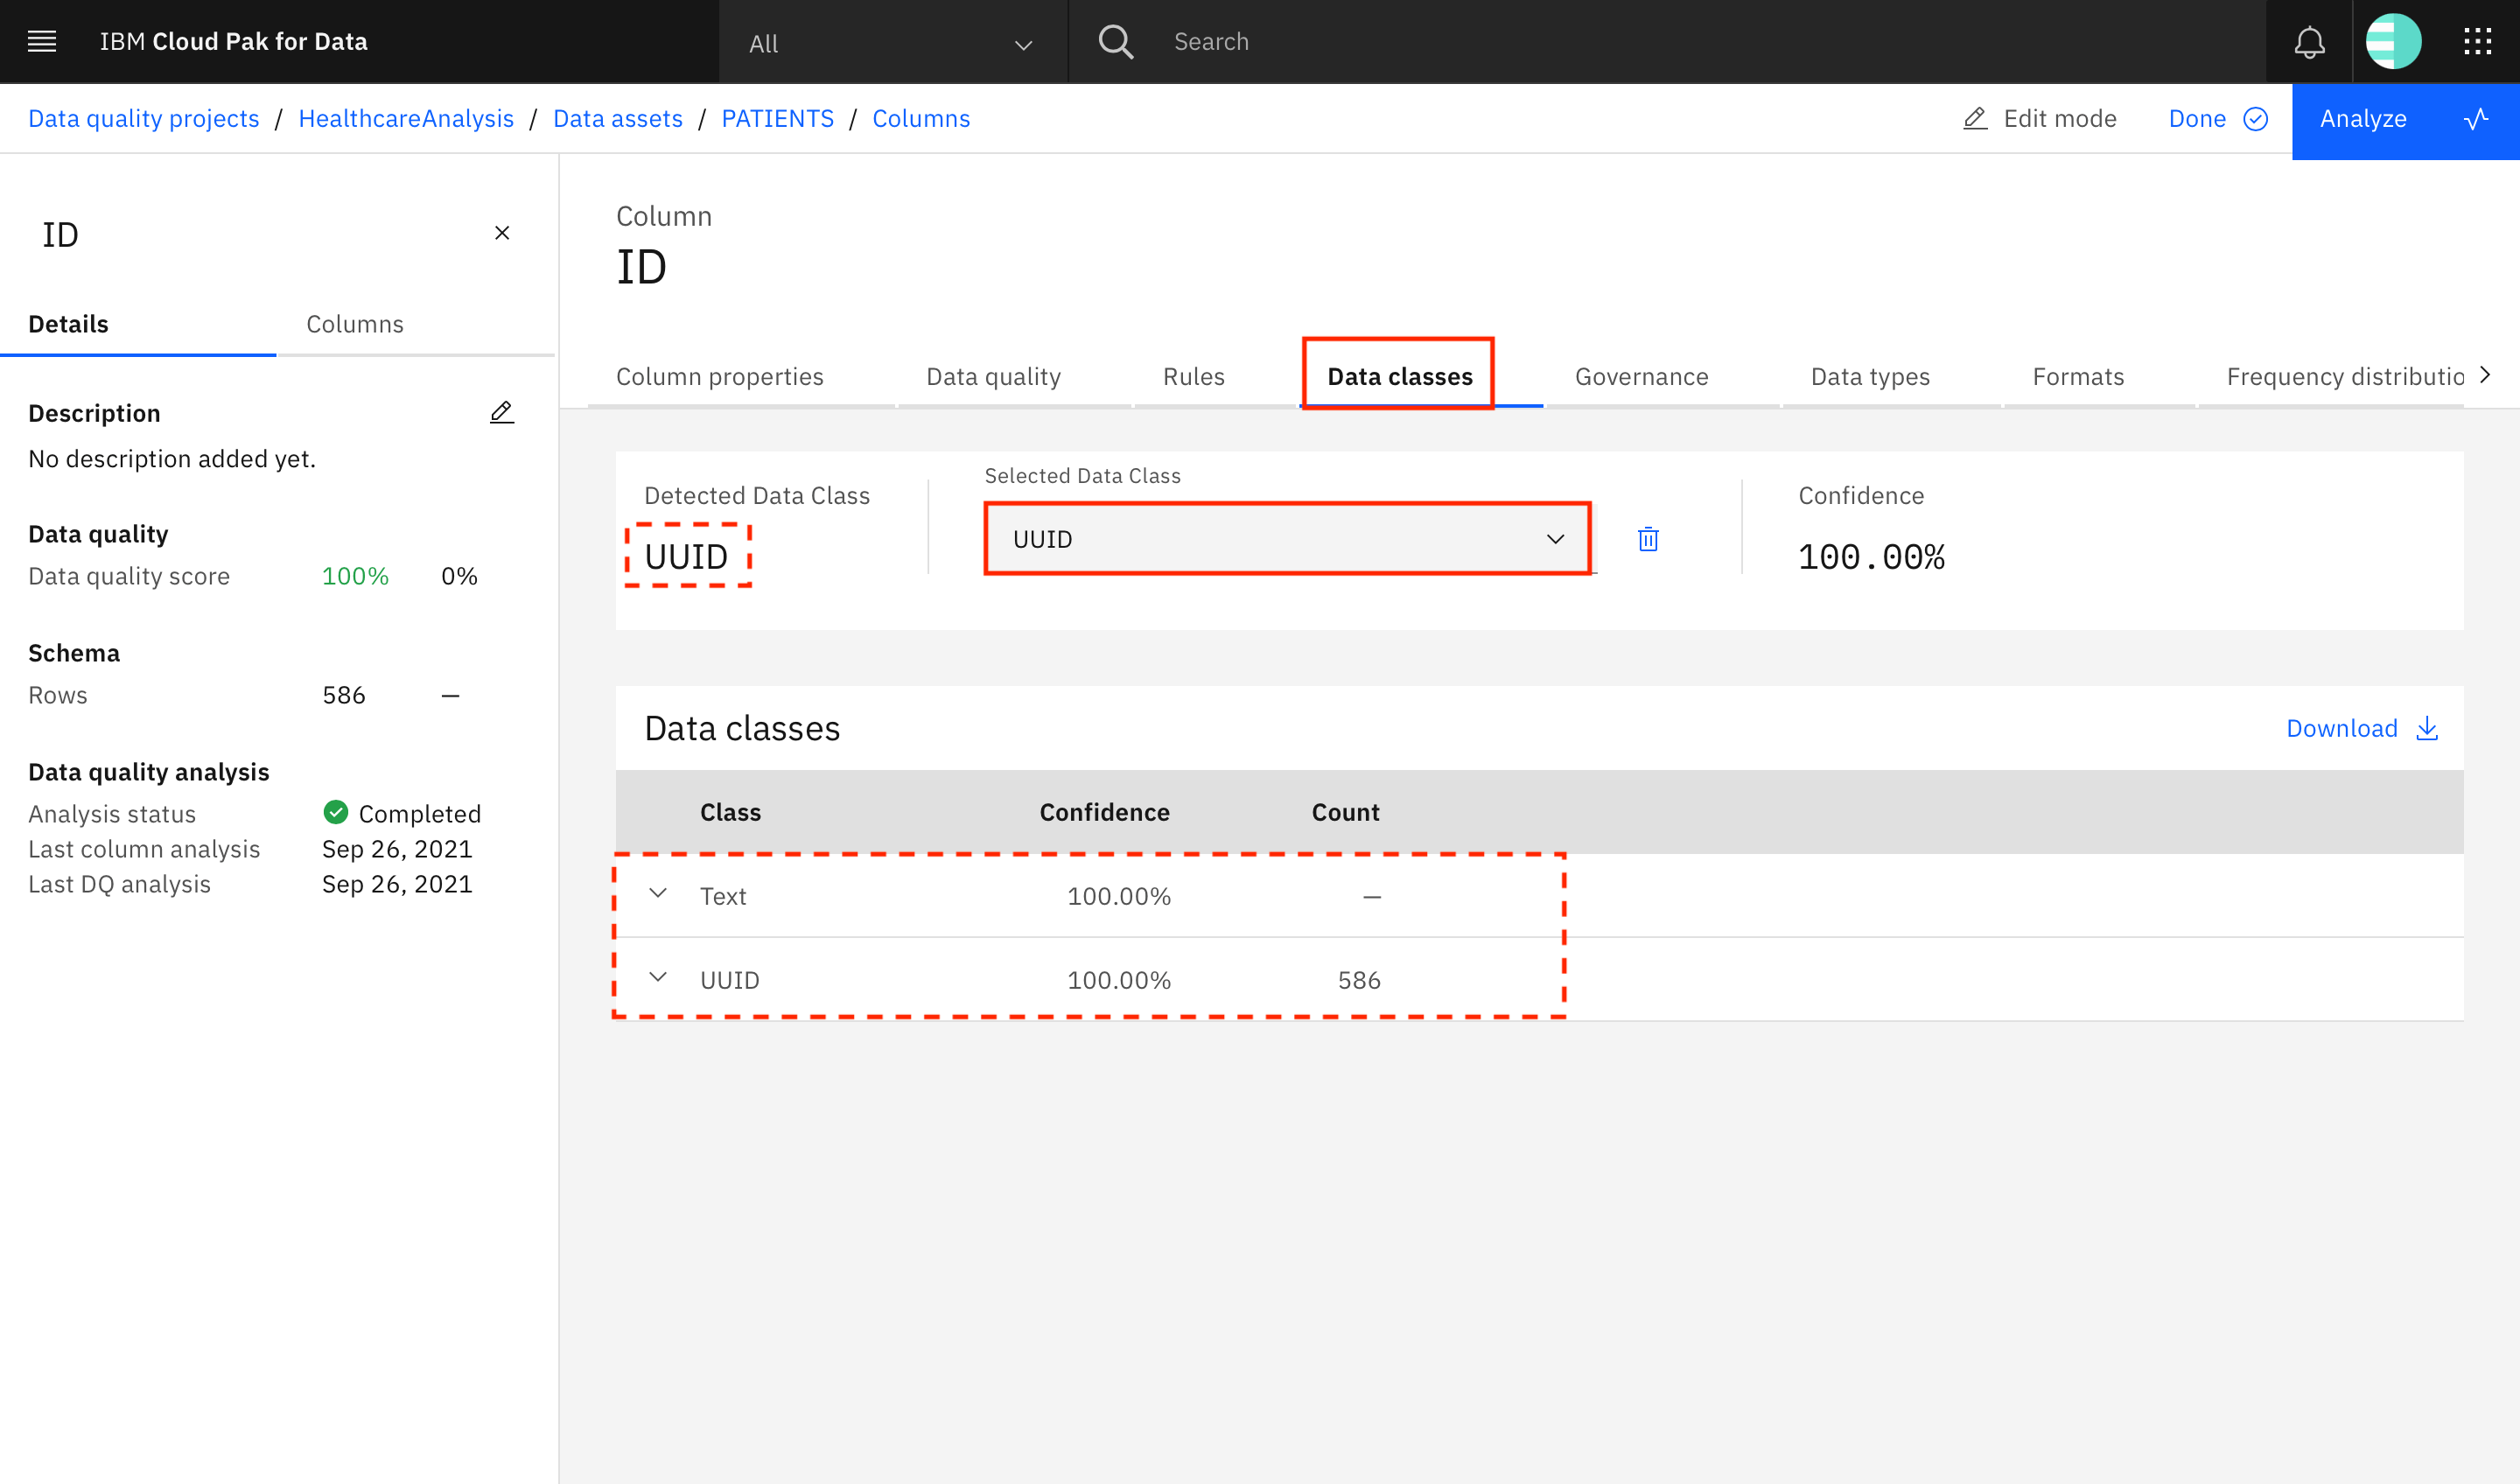 IBM Cloud Pak for Data
All
Search
Data quality projects / HealthcareAnalysis / Data assets / PATIENTS / Columns
Edit mode
Done
Analyze
ID
Details
Columns
Description
No description added yet.
Data quality
Data quality score 100% 0%
Schema
Rows 586 —
Data quality analysis
Analysis status Completed
Last column analysis Sep 26, 2021
Last DQ analysis Sep 26, 2021
Column
ID
Column properties
Data quality
Rules
Data classes
Governance
Data types
Formats
Frequency distributio
Detected Data Class
UUID
Selected Data Class
UUID
Confidence
100.00%
Data classes
Download
Class Confidence Count
Text 100.00% —
UUID 100.00% 586